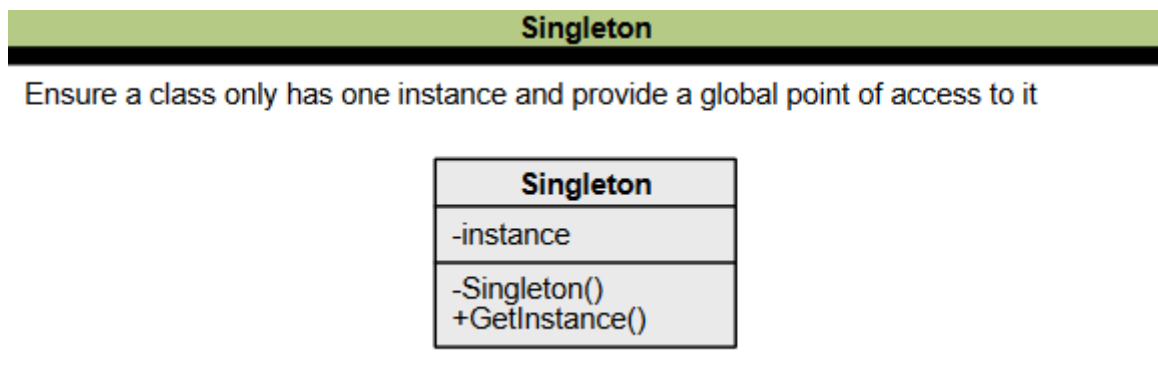 Singleton
Ensure a class only has one instance and provide a global point of access to it
Singleton
-instance
-Singleton()
+GetInstance()